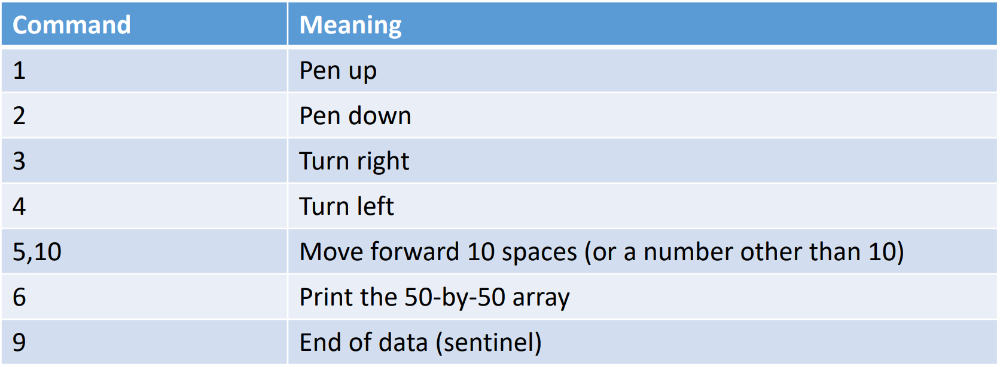 Command Meaning
1 Pen up
2 Pen down
3 Turn right
4 Turn left
5,10 Move forward 10 spaces (or a number other than 10)
6 Print the 50-by-50 array
9 End of data (sentinel)